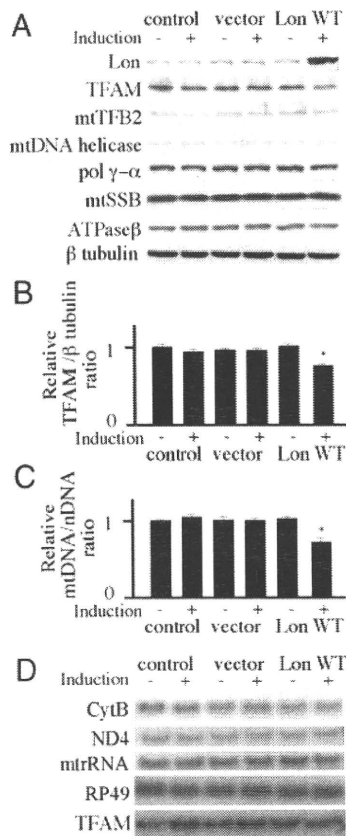 A
control vector Lon WT
Induction - + - + - +
Lon
TFAM
mtTFB2
mtDNA helicase
pol γ-α
mtSSB
ATPaseβ
β tubulin
B
Relative
TFAM/β tubulin
ratio
1
0
*
Induction - + - + - +
control vector Lon WT
C
Relative
mtDNA/nDNA
ratio
1
0
*
Induction - + - + - +
control vector Lon WT
D
control vector Lon WT
Induction - + - + - +
CytB
ND4
mtrRNA
RP49
TFAM